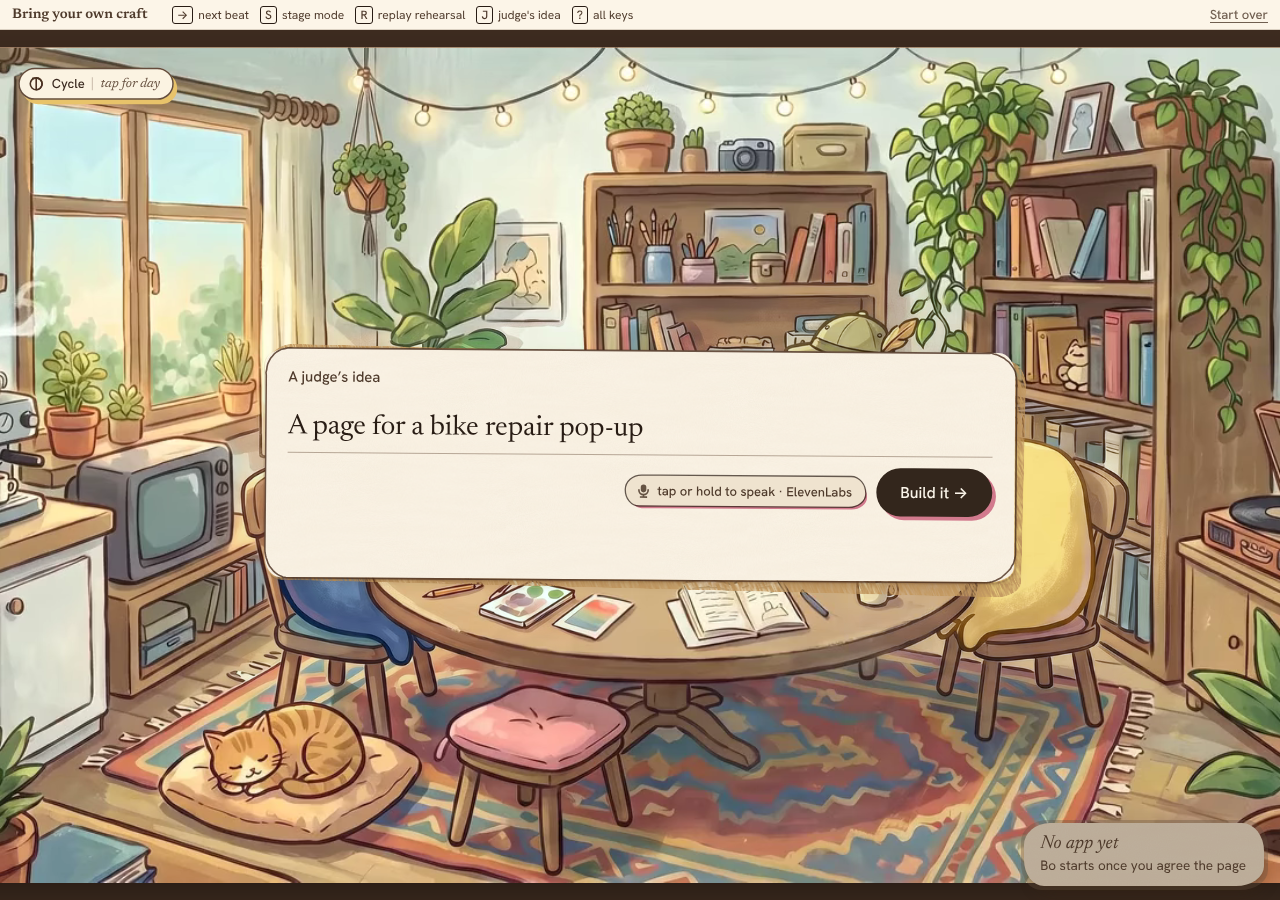 Bring your own craft → next beat S stage mode R replay rehearsal J judge's idea ? all keys Start over
Cycle | tap for day
A judge's idea
A page for a bike repair pop-up
tap or hold to speak · ElevenLabs
Build it →
No app yet
Bo starts once you agree the page